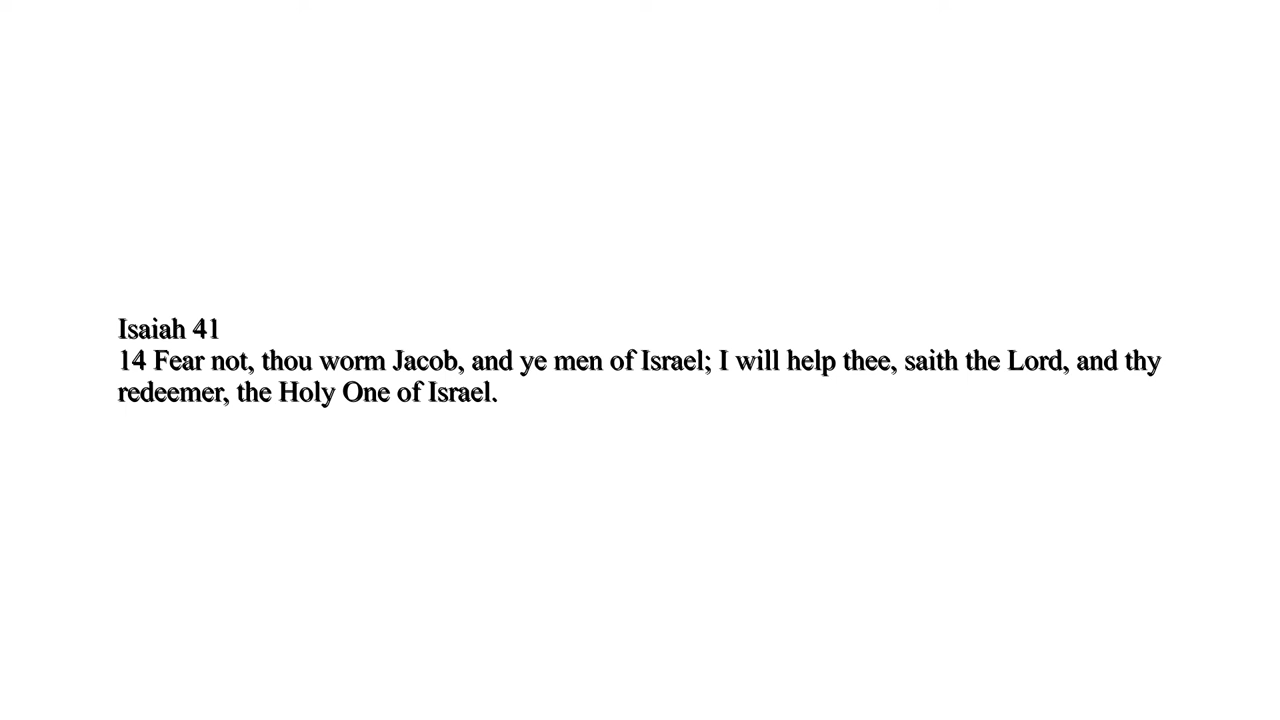 Isaiah 41
14 Fear not, thou worm Jacob, and ye men of Israel; I will help thee, saith the Lord, and thy
redeemer, the Holy One of Israel.